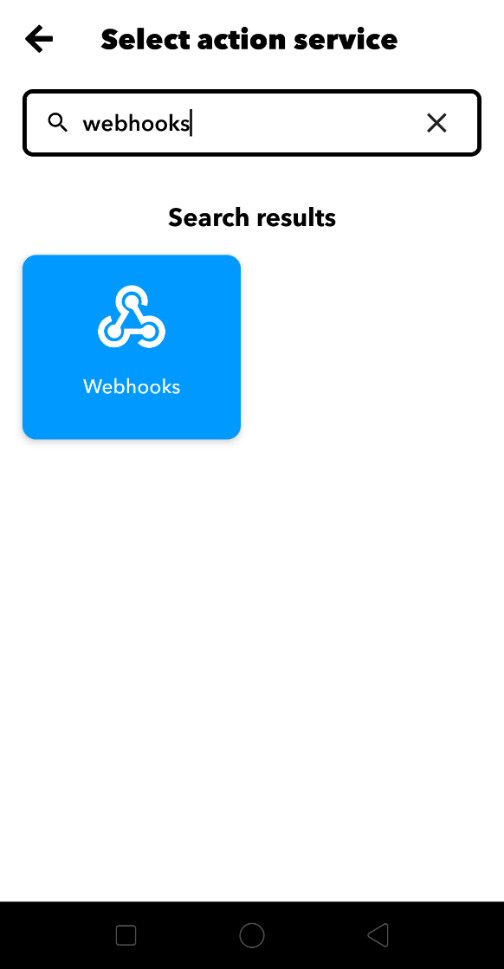 Select action service
webhooks
Search results
Webhooks